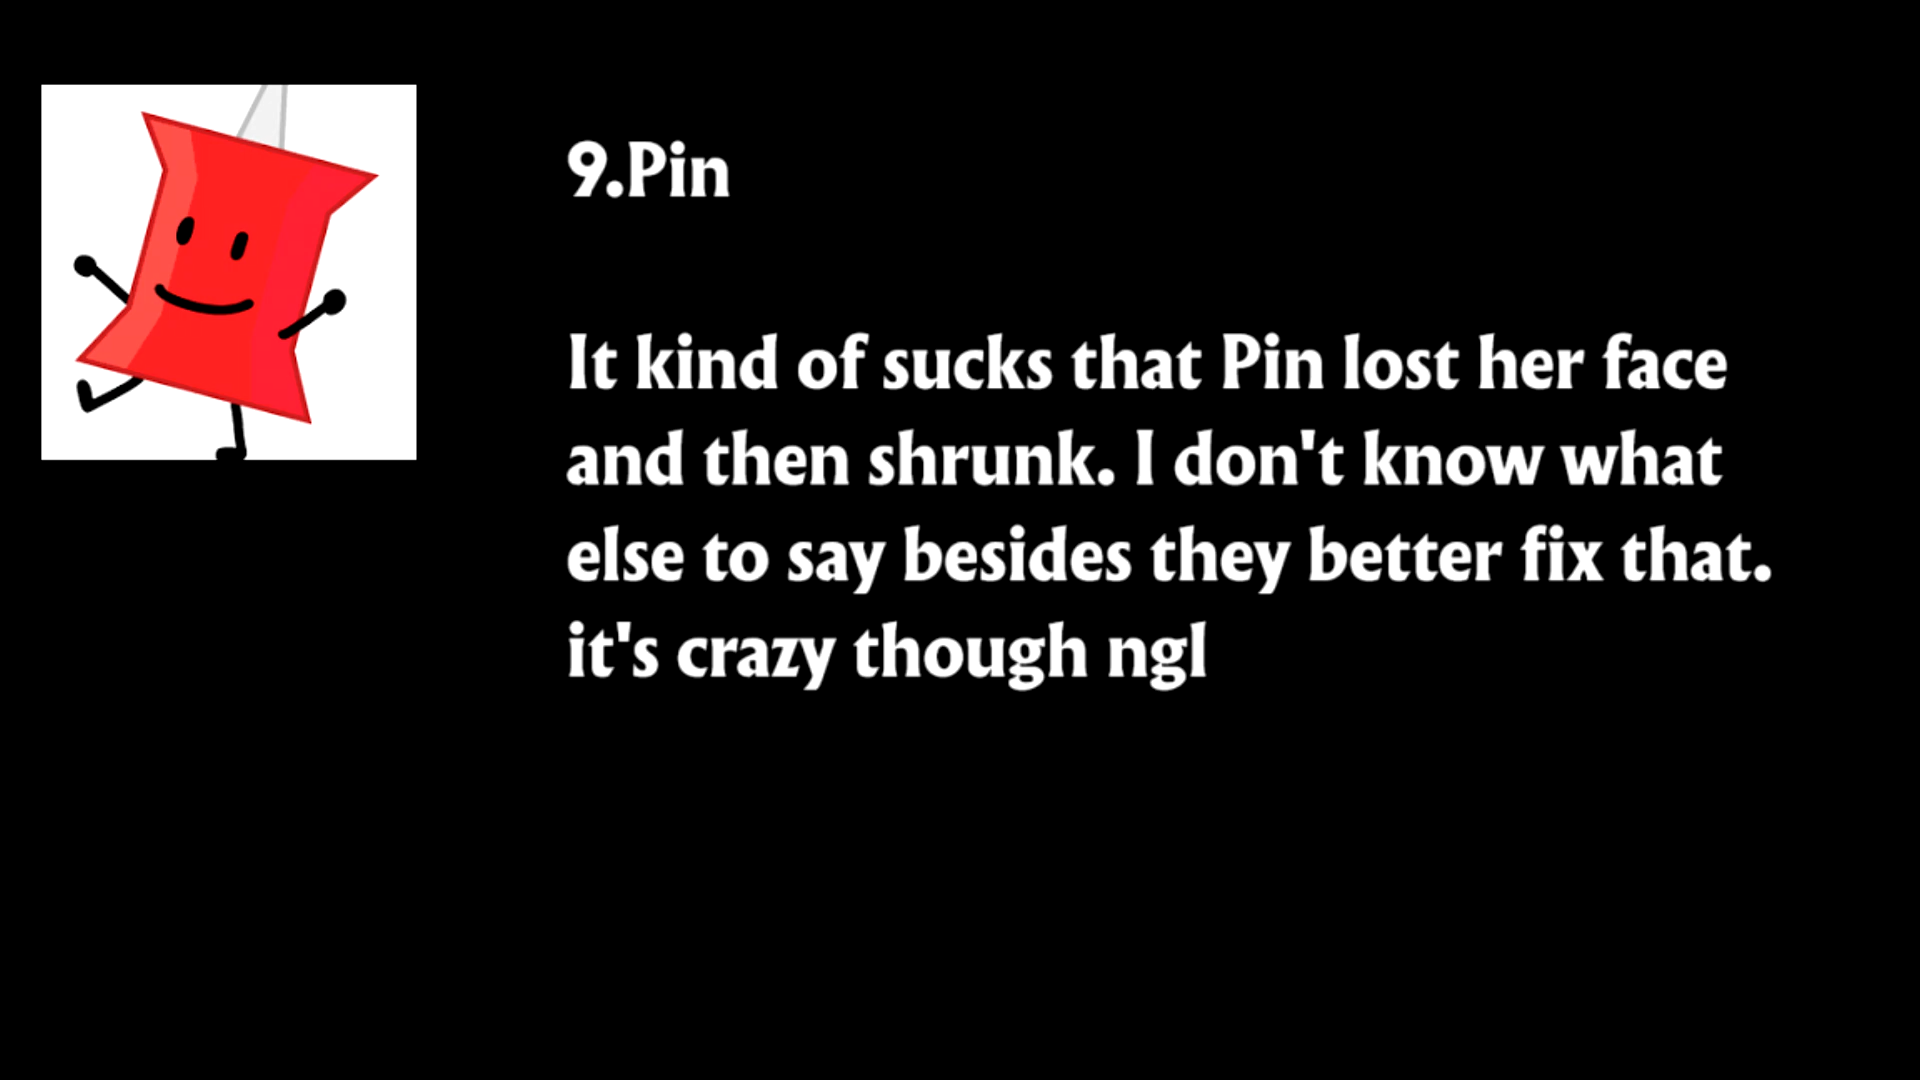 9.Pin
It kind of sucks that Pin lost her face
and then shrunk. I don't know what
else to say besides they better fix that.
it's crazy though ngl